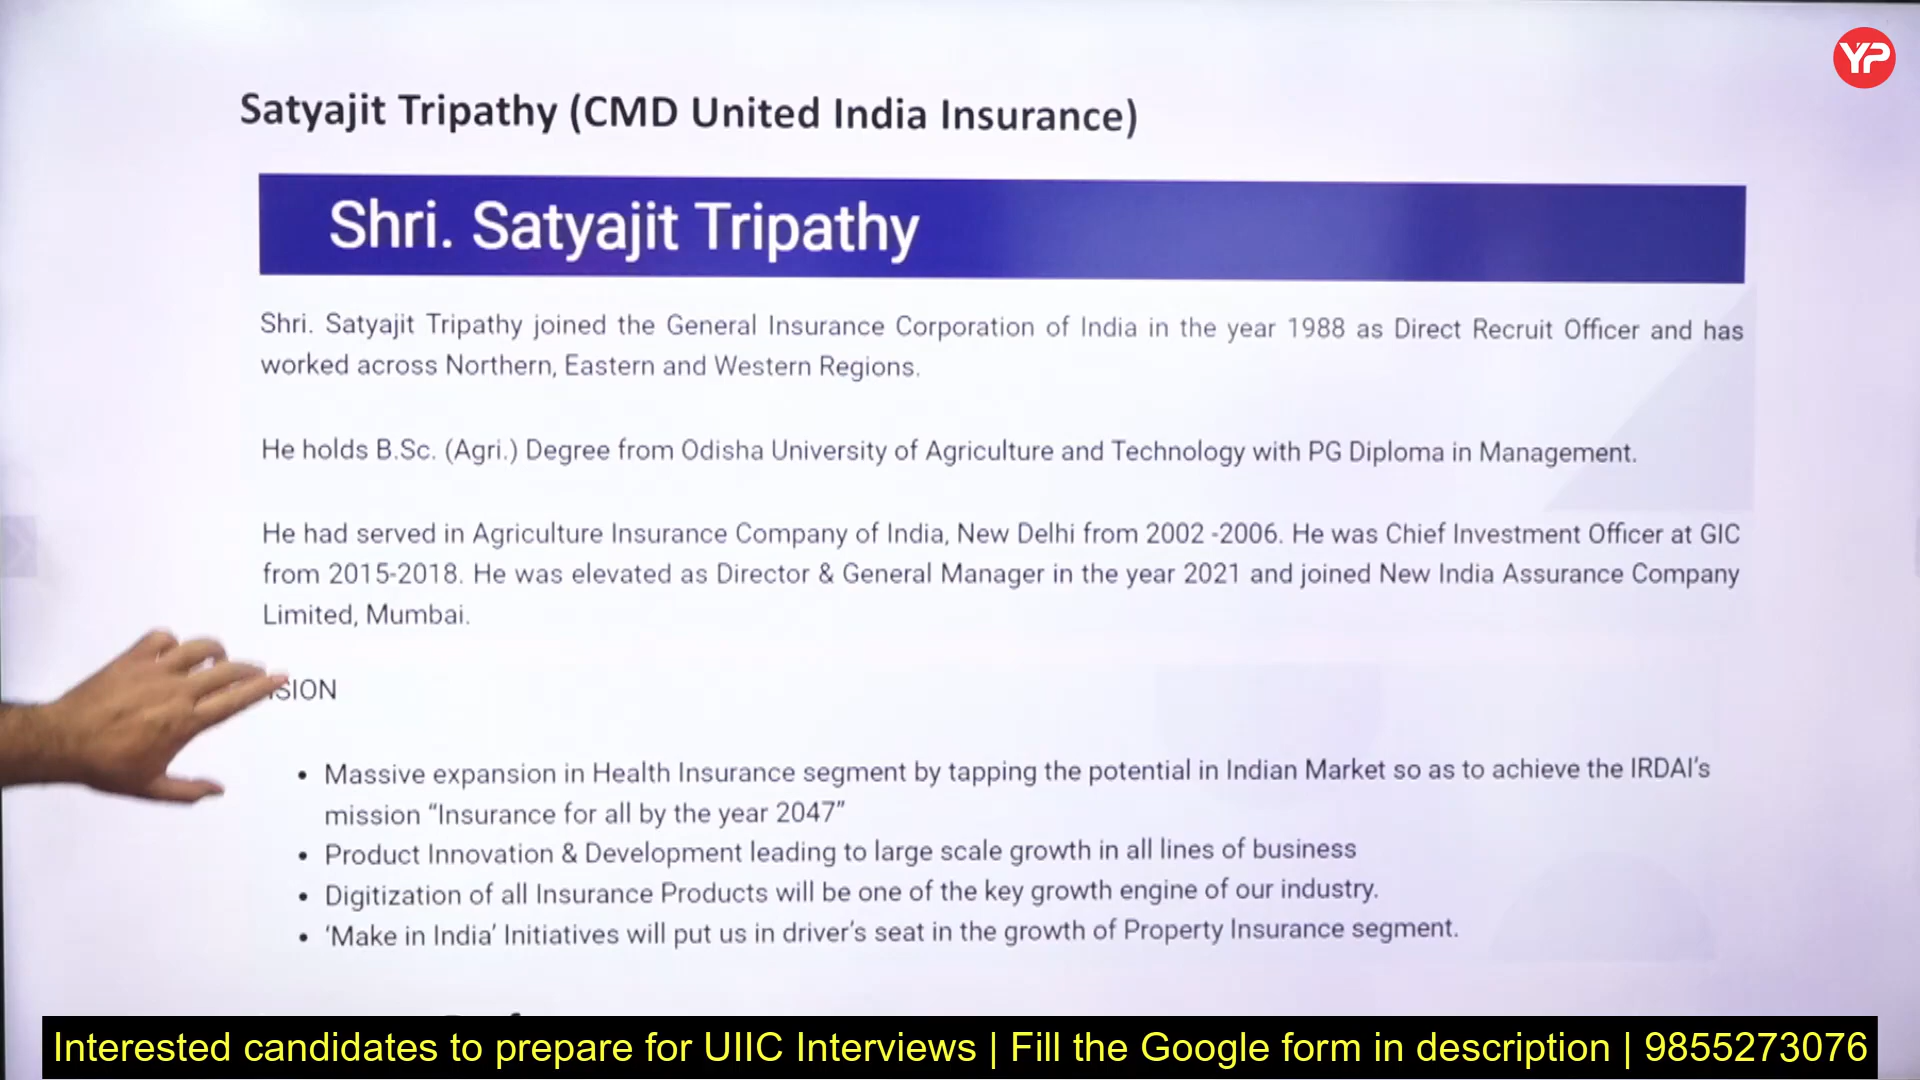 YP
Satyajit Tripathy (CMD United India Insurance)
Shri. Satyajit Tripathy
Shri. Satyajit Tripathy joined the General Insurance Corporation of India in the year 1988 as Direct Recruit Officer and has
worked across Northern, Eastern and Western Regions.
He holds B.Sc. (Agri.) Degree from Odisha University of Agriculture and Technology with PG Diploma in Management.
He had served in Agriculture Insurance Company of India, New Delhi from 2002 -2006. He was Chief Investment Officer at GIC
from 2015-2018. He was elevated as Director & General Manager in the year 2021 and joined New India Assurance Company
Limited, Mumbai.
• Massive expansion in Health Insurance segment by tapping the potential in Indian Market so as to achieve the IRDAI's
mission “Insurance for all by the year 2047”
• Product Innovation & Development leading to large scale growth in all lines of business
• Digitization of all Insurance Products will be one of the key growth engine of our industry.
• ‘Make in India’ Initiatives will put us in driver's seat in the growth of Property Insurance segment.
Interested candidates to prepare for UIIC Interviews | Fill the Google form in description | 9855273076